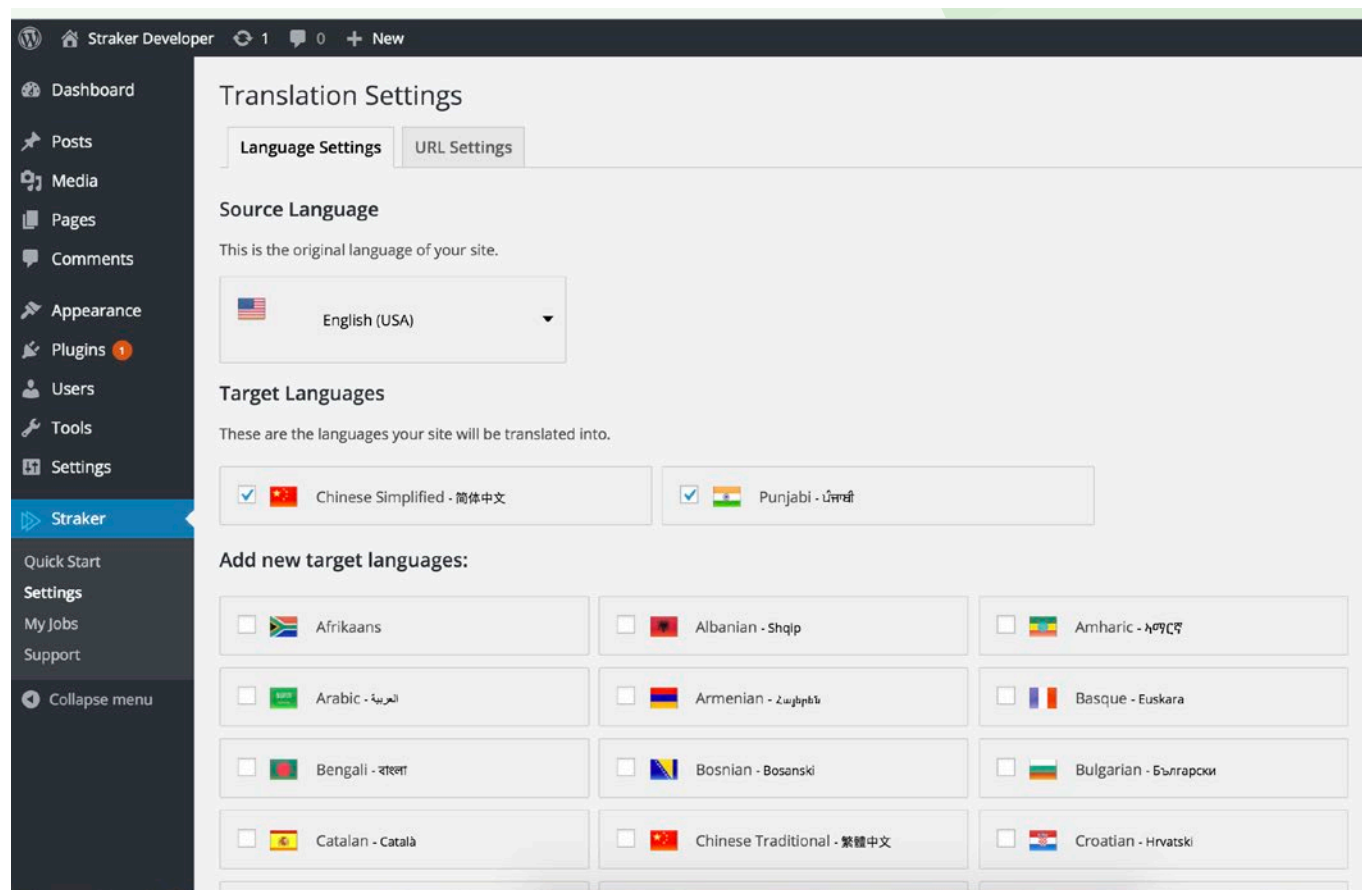 Straker Developer 1 0 New
Dashboard
Posts
Media
Pages
Comments
Appearance
Plugins 1
Users
Tools
Settings
Straker
Quick Start
Settings
My Jobs
Support
Collapse menu
Translation Settings
Language Settings URL Settings
Source Language
This is the original language of your site.
English (USA)
Target Languages
These are the languages your site will be translated into.
Chinese Simplified - 简体中文 Punjabi - ਪੰਜਾਬੀ
Add new target languages:
Afrikaans Albanian - Shqip Amharic - አማርኛ
Arabic - العربية Armenian - Հայերեն Basque - Euskara
Bengali - বাংলা Bosnian - Bosanski Bulgarian - Български
Catalan - Català Chinese Traditional - 繁體中文 Croatian - Hrvatski